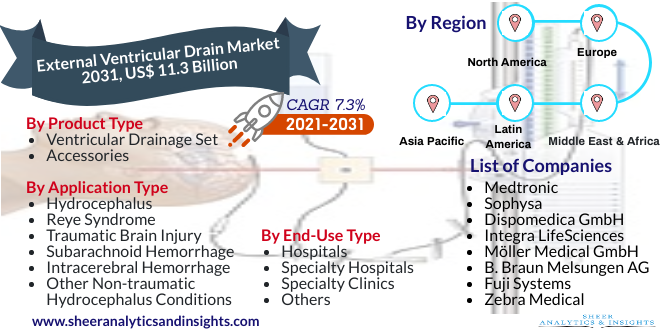 External Ventricular Drain Market
2031, US$ 11.3 Billion
CAGR 7.3%
2021-2031
By Product Type
• Ventricular Drainage Set
• Accessories
By Application Type
• Hydrocephalus
• Reye Syndrome
• Traumatic Brain Injury
• Subarachnoid Hemorrhage
• Intracerebral Hemorrhage
• Other Non-traumatic
Hydrocephalus Conditions
By End-Use Type
• Hospitals
• Specialty Hospitals
• Specialty Clinics
• Others
By Region
North America
Europe
Asia Pacific
Latin
America
Middle East & Africa
List of Companies
• Medtronic
• Sophysa
• Dispomedica GmbH
• Integra LifeSciences
• Möller Medical GmbH
• B. Braun Melsungen AG
• Fuji Systems
• Zebra Medical
www.sheeranalyticsandinsights.com
SHEER
ANALYTICS & INSIGHTS